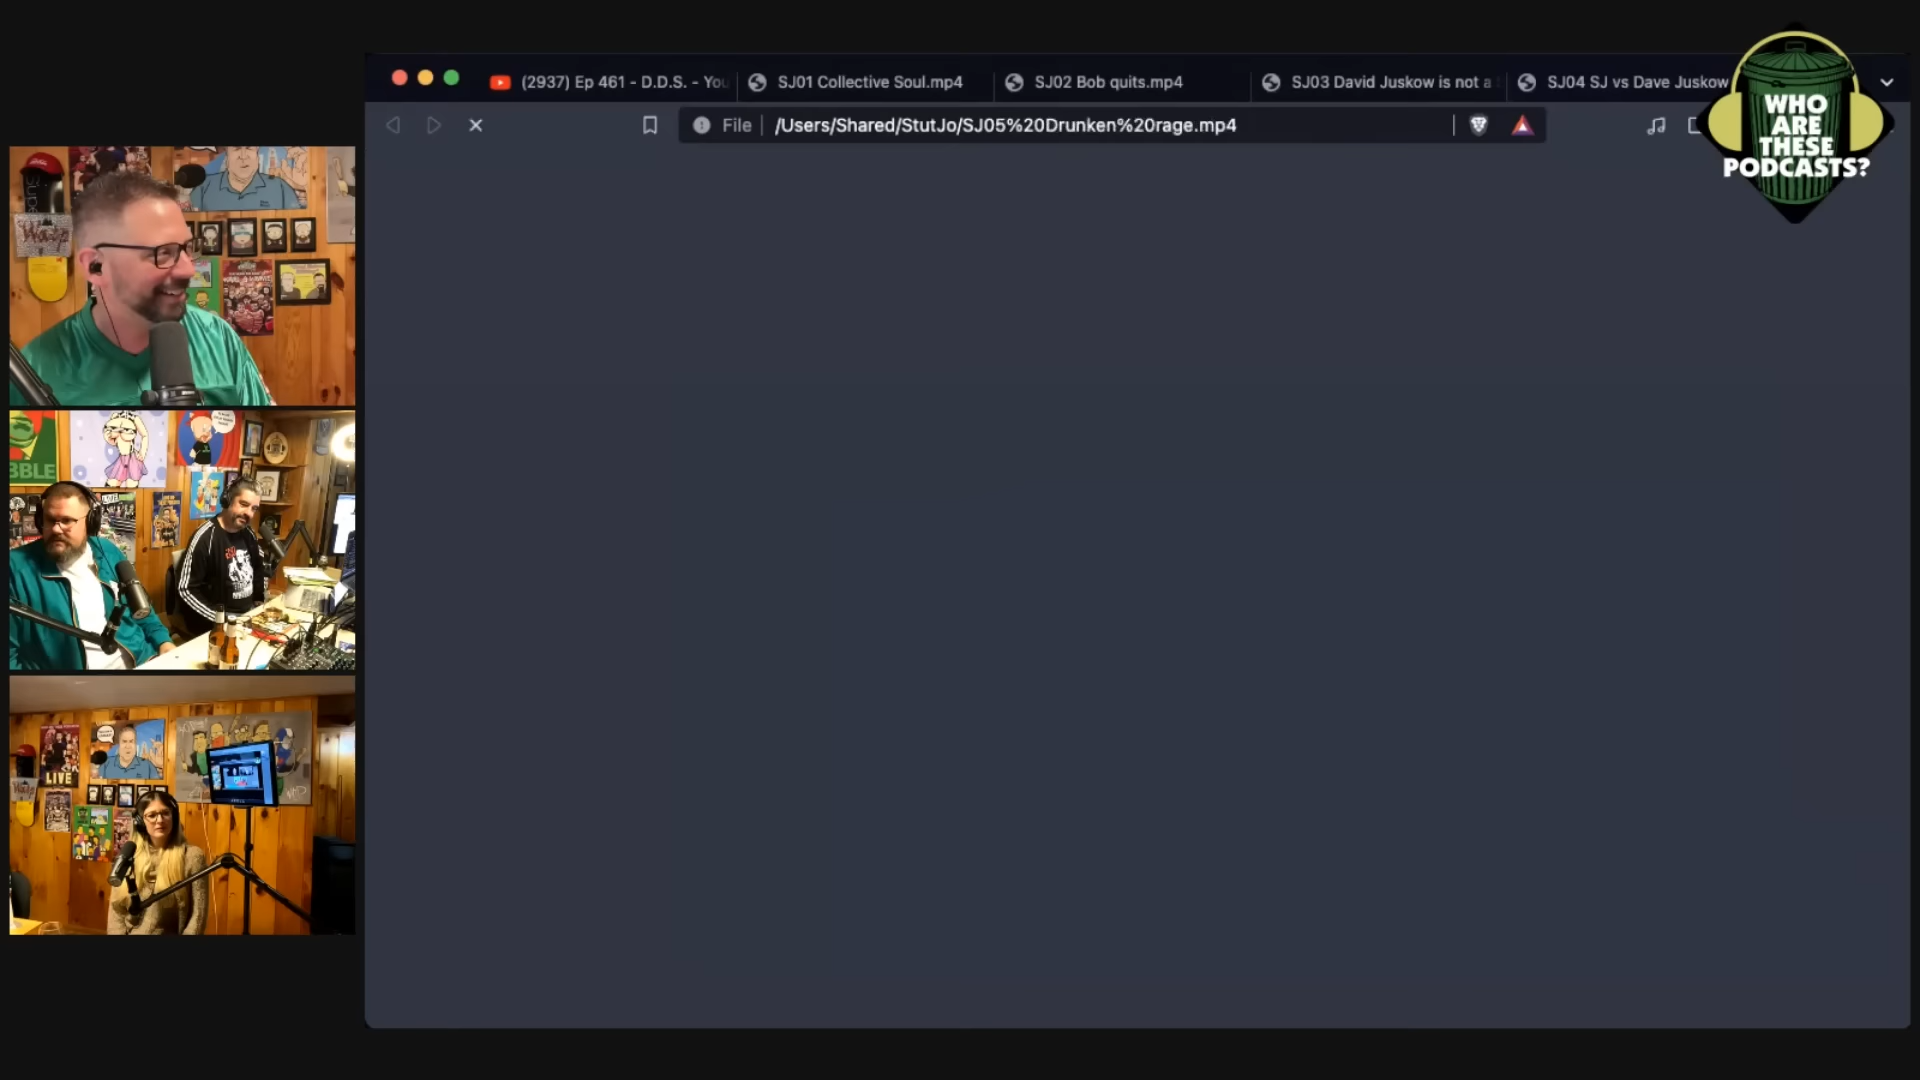 (2937) Ep 461 - D.D.S. - You
SJ01 Collective Soul.mp4
SJ02 Bob quits.mp4
SJ03 David Juskow is not a
SJ04 SJ vs Dave Juskow
File
/Users/Shared/StutJo/SJ05%20Drunken%20rage.mp4
WHO
ARE
THESE
PODCASTS?
BBLE
LIVE